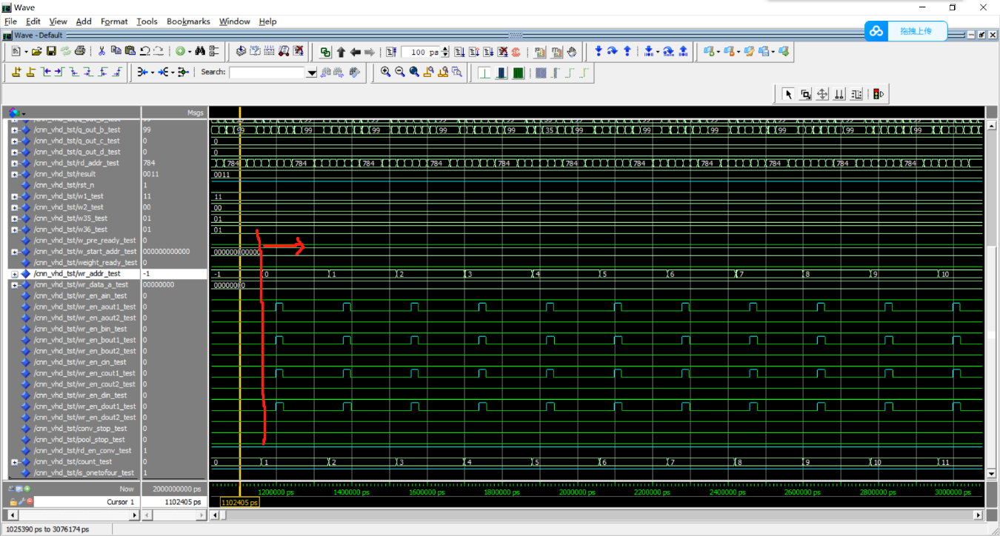 Wave
File Edit View Add Format Tools Bookmarks Window Help
Wave - Default
拖拽上传
100 ps
Search:
Msgs
/cnn_vhd_tst/q_out_b_test 99 99 99 99 99 99 35 99 99 99 99 99 99
/cnn_vhd_tst/q_out_c_test 0 0
/cnn_vhd_tst/q_out_d_test 0 0
/cnn_vhd_tst/rd_addr_test 784 784 784 784 784 784 784 784 784 784 784 784
/cnn_vhd_tst/result 0011 0011
/cnn_vhd_tst/rst_n 1
/cnn_vhd_tst/w1_test 11 11
/cnn_vhd_tst/w2_test 00 00
/cnn_vhd_tst/w35_test 01 01
/cnn_vhd_tst/w36_test 01 01
/cnn_vhd_tst/w_pre_ready_test 0
/cnn_vhd_tst/w_start_addr_test 000000000000 000000000000
/cnn_vhd_tst/weight_ready_test 0
/cnn_vhd_tst/wr_addr_test -1 -1 0 1 2 3 4 5 6 7 8 9 10
/cnn_vhd_tst/wr_data_a_test 00000000 00000000
/cnn_vhd_tst/wr_en_ain_test 0
/cnn_vhd_tst/wr_en_aout1_test 0
/cnn_vhd_tst/wr_en_aout2_test 0
/cnn_vhd_tst/wr_en_bin_test 0
/cnn_vhd_tst/wr_en_bout1_test 0
/cnn_vhd_tst/wr_en_bout2_test 0
/cnn_vhd_tst/wr_en_cin_test 0
/cnn_vhd_tst/wr_en_cout1_test 0
/cnn_vhd_tst/wr_en_cout2_test 0
/cnn_vhd_tst/wr_en_din_test 0
/cnn_vhd_tst/wr_en_dout1_test 0
/cnn_vhd_tst/wr_en_dout2_test 0
/cnn_vhd_tst/conv_stop_test 0
/cnn_vhd_tst/pool_stop_test 0
/cnn_vhd_tst/rd_en_conv_test 1
/cnn_vhd_tst/count_test 0 0 1 2 3 4 5 6 7 8 9 10 11
/cnn_vhd_tst/is_onetofour_test 1
Now 2000000000 ps 1200000 ps 1400000 ps 1600000 ps 1800000 ps 2000000 ps 2200000 ps 2400000 ps 2600000 ps 2800000 ps 3000000 ps
Cursor 1 1102405 ps 1102405 ps
1025390 ps to 3076174 ps